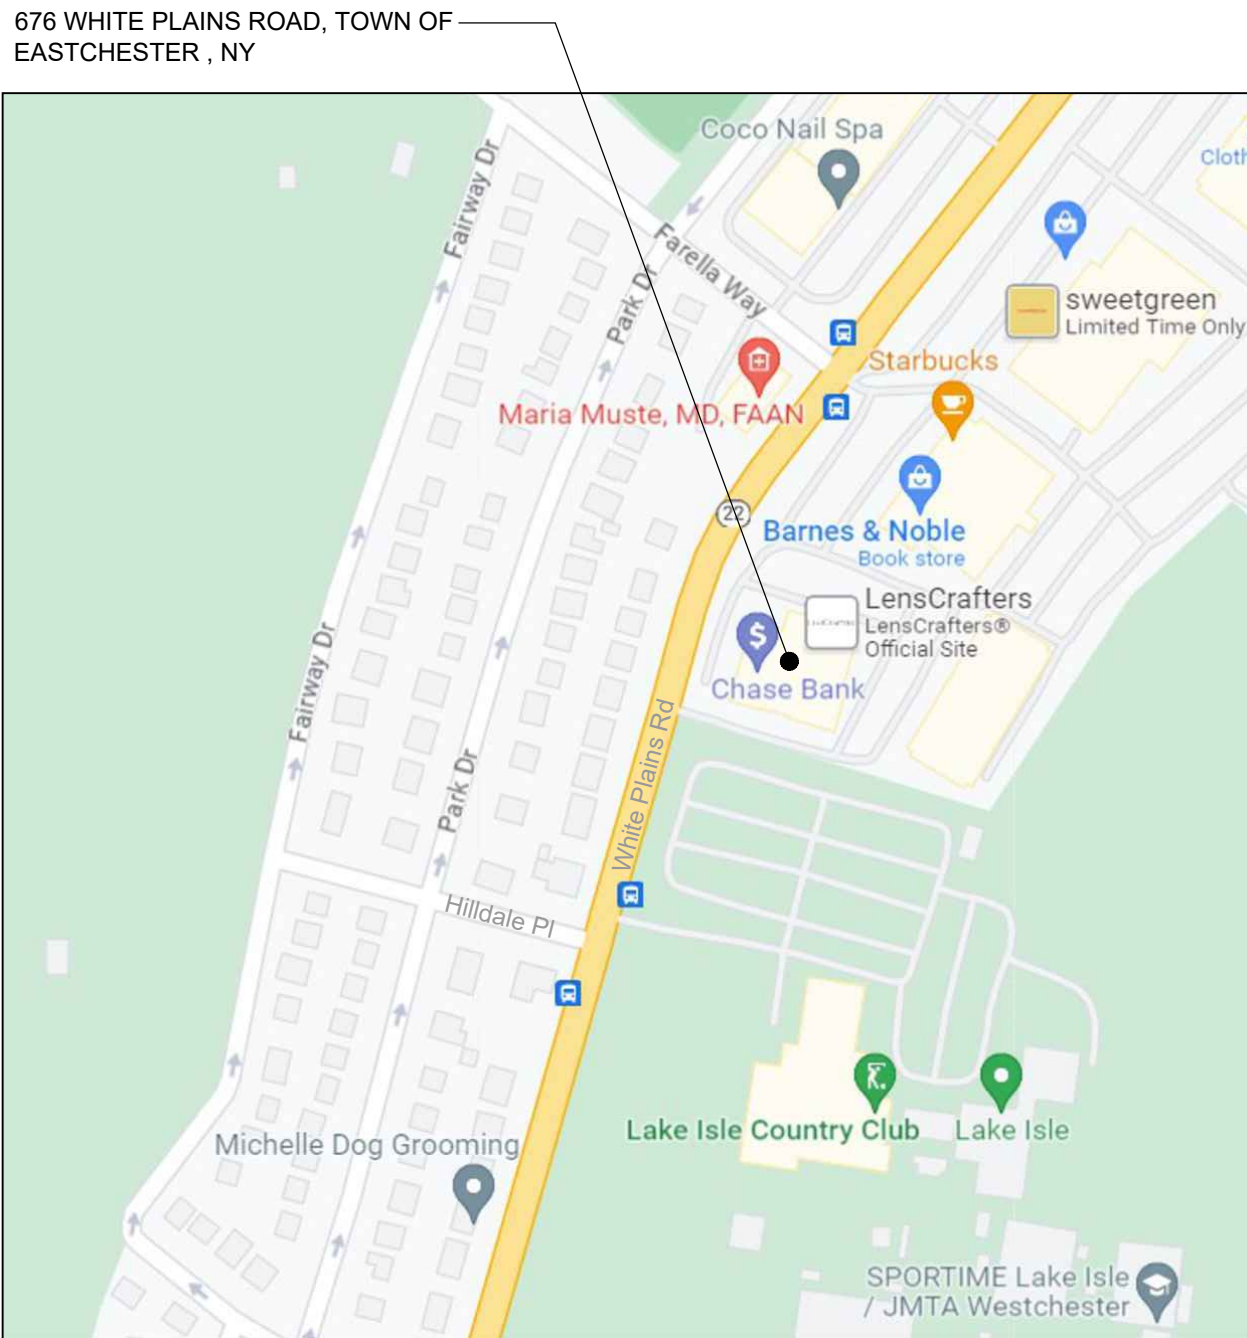 676 WHITE PLAINS ROAD, TOWN OF
EASTCHESTER , NY
Coco Nail Spa
Cloth
Fairway Dr
Farella Way
Park Dr
sweetgreen
Limited Time Only
Starbucks
Maria Muste, MD, FAAN
22
Barnes & Noble
Book store
LensCrafters
LensCrafters®
Official Site
$
Chase Bank
Fairway Dr
White Plains Rd
Park Dr
Hilldale Pl
Lake Isle Country Club
Lake Isle
Michelle Dog Grooming
SPORTIME Lake Isle
/ JMTA Westchester